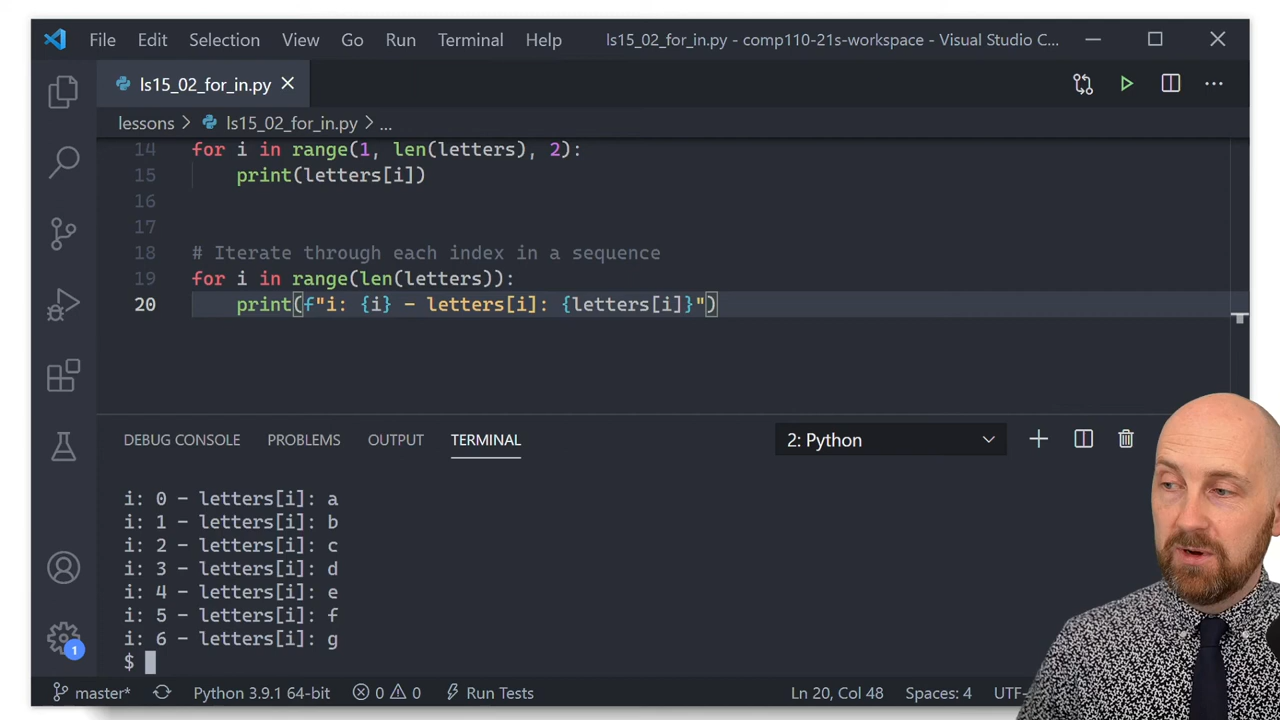 File Edit Selection View Go Run Terminal Help ls15_02_for_in.py - comp110-21s-workspace - Visual Studio C...
ls15_02_for_in.py
lessons > ls15_02_for_in.py > ...
14 for i in range(1, len(letters), 2):
15 print(letters[i])
16
17
18 # Iterate through each index in a sequence
19 for i in range(len(letters)):
20 print(f"i: {i} - letters[i]: {letters[i]}")
DEBUG CONSOLE PROBLEMS OUTPUT TERMINAL 2: Python
i: 0 - letters[i]: a
i: 1 - letters[i]: b
i: 2 - letters[i]: c
i: 3 - letters[i]: d
i: 4 - letters[i]: e
i: 5 - letters[i]: f
i: 6 - letters[i]: g
$
1
master* Python 3.9.1 64-bit 0 0 Run Tests Ln 20, Col 48 Spaces: 4 UTF-